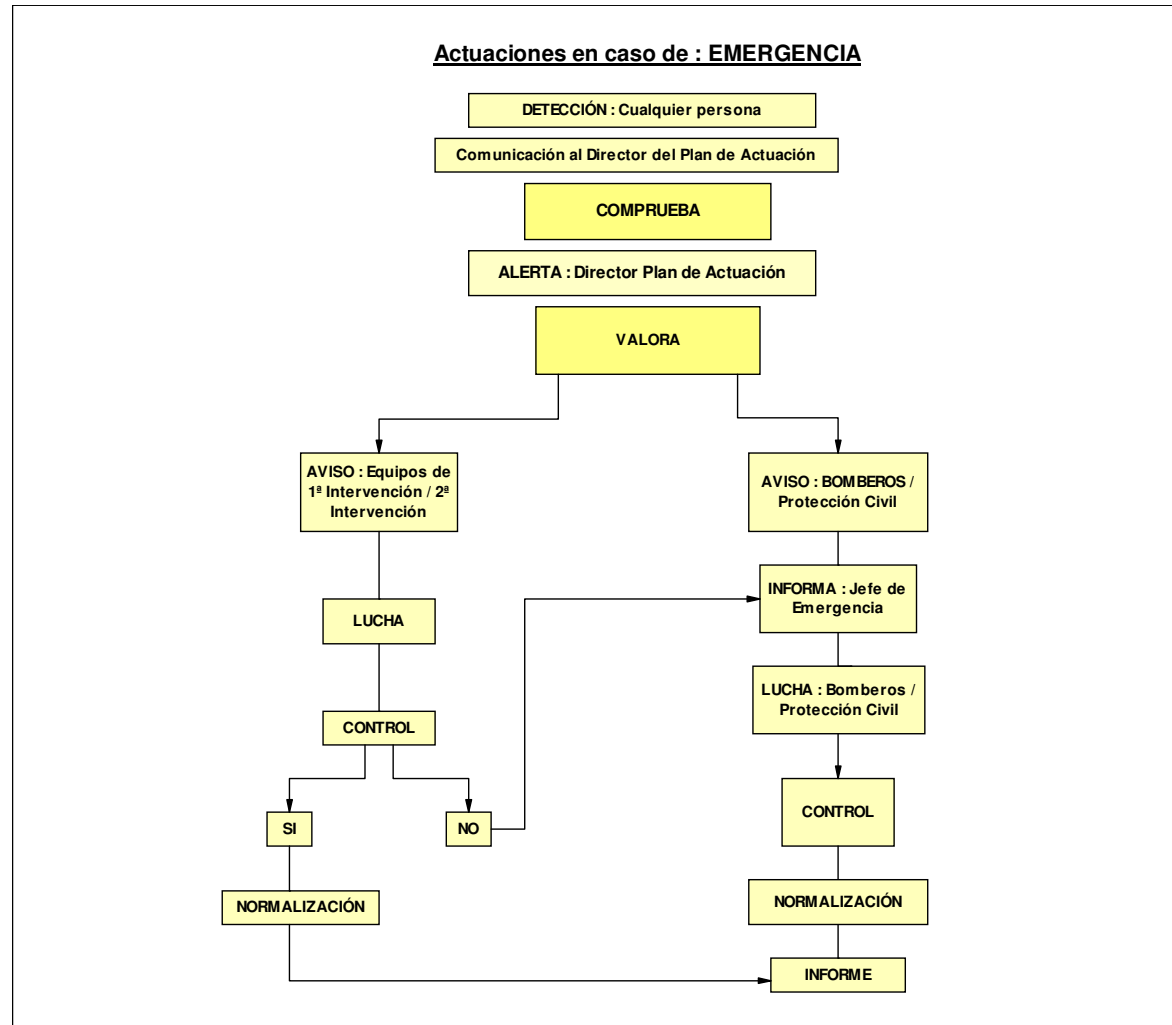 Actuaciones en caso de : EMERGENCIA
DETECCIÓN : Cualquier persona
Comunicación al Director del Plan de Actuación
COMPRUEBA
ALERTA : Director Plan de Actuación
VALORA
AVISO : Equipos de
1ª Intervención / 2ª
Intervención
LUCHA
CONTROL
SI
NO
NORMALIZACIÓN
AVISO : BOMBEROS /
Protección Civil
INFORMA : Jefe de
Emergencia
LUCHA : Bomberos /
Protección Civil
CONTROL
NORMALIZACIÓN
INFORME